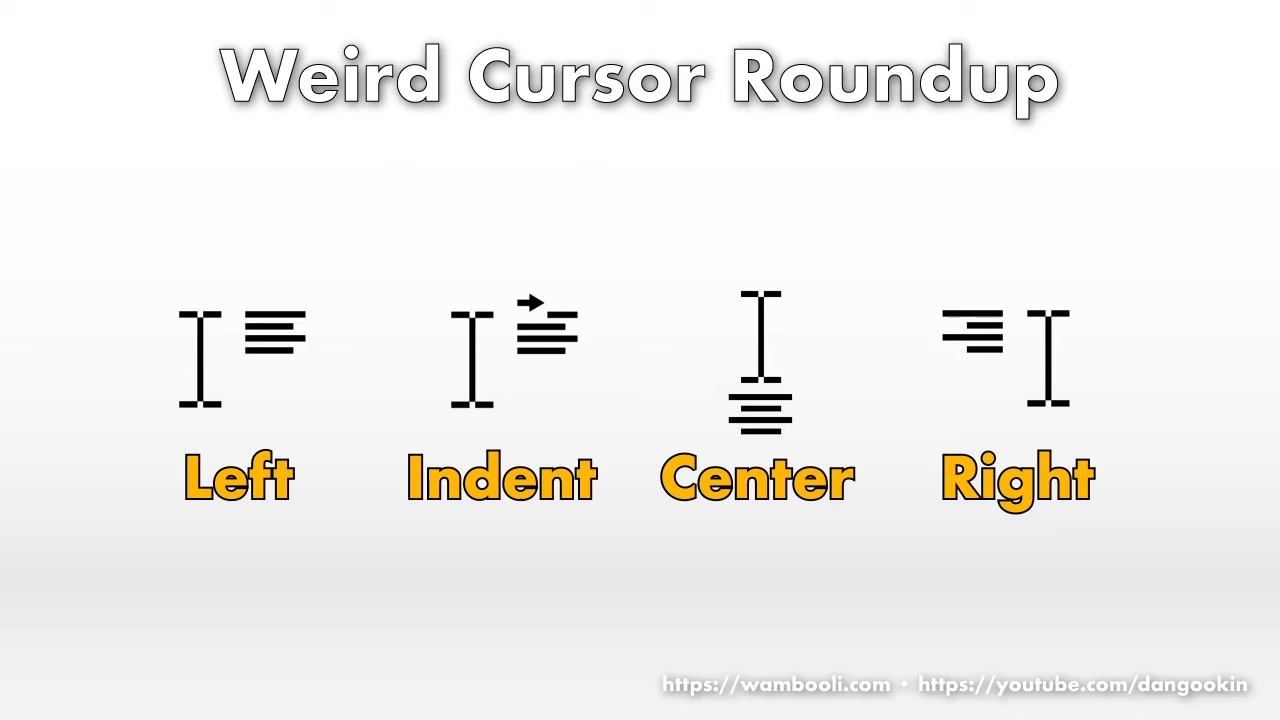 Weird Cursor Roundup
Left Indent Center Right
https://wambooli.com • https://youtube.com/dangookin